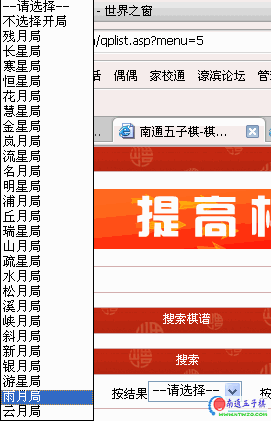 --请选择--
不选择开局
残月局
长星局
寒星局
恒星局
花月局
慧星局
金星局
岚月局
流星局
名月局
明星局
浦月局
丘月局
瑞星局
山月局
疏星局
水月局
松月局
溪月局
峡月局
斜月局
新月局
银月局
游星局
雨月局
云月局
- 世界之窗
/qplist.asp?menu=5
活 偶偶 家校通 谚滨论坛 管
南通五子棋-棋...
提高
搜索棋谱
搜索
按结果 --请选择-- 按
南通五子棋
www.ntwzq.com